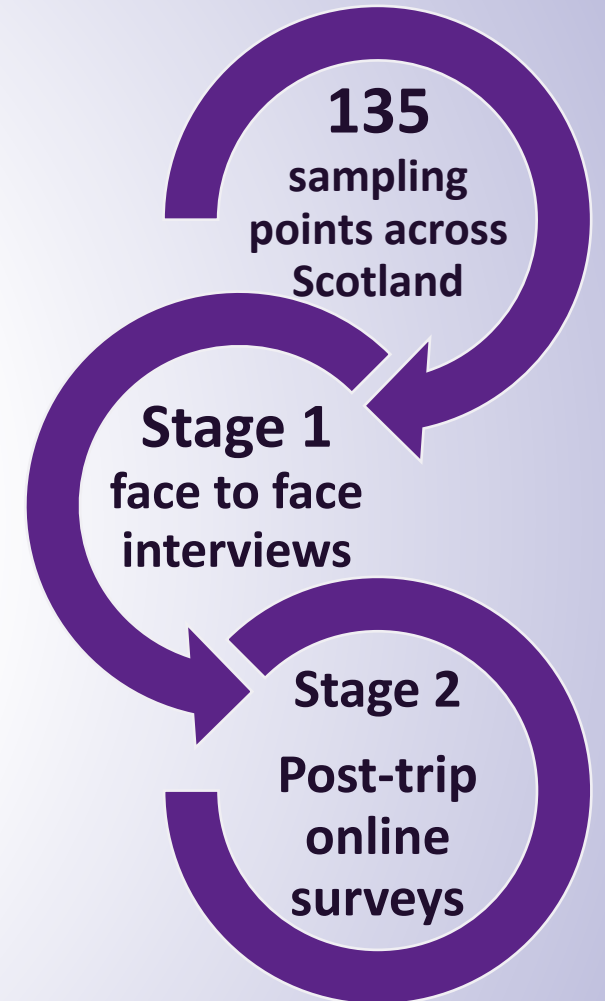 135
sampling
points across
Scotland
Stage 1
face to face
interviews
Stage 2
Post-trip
online
surveys